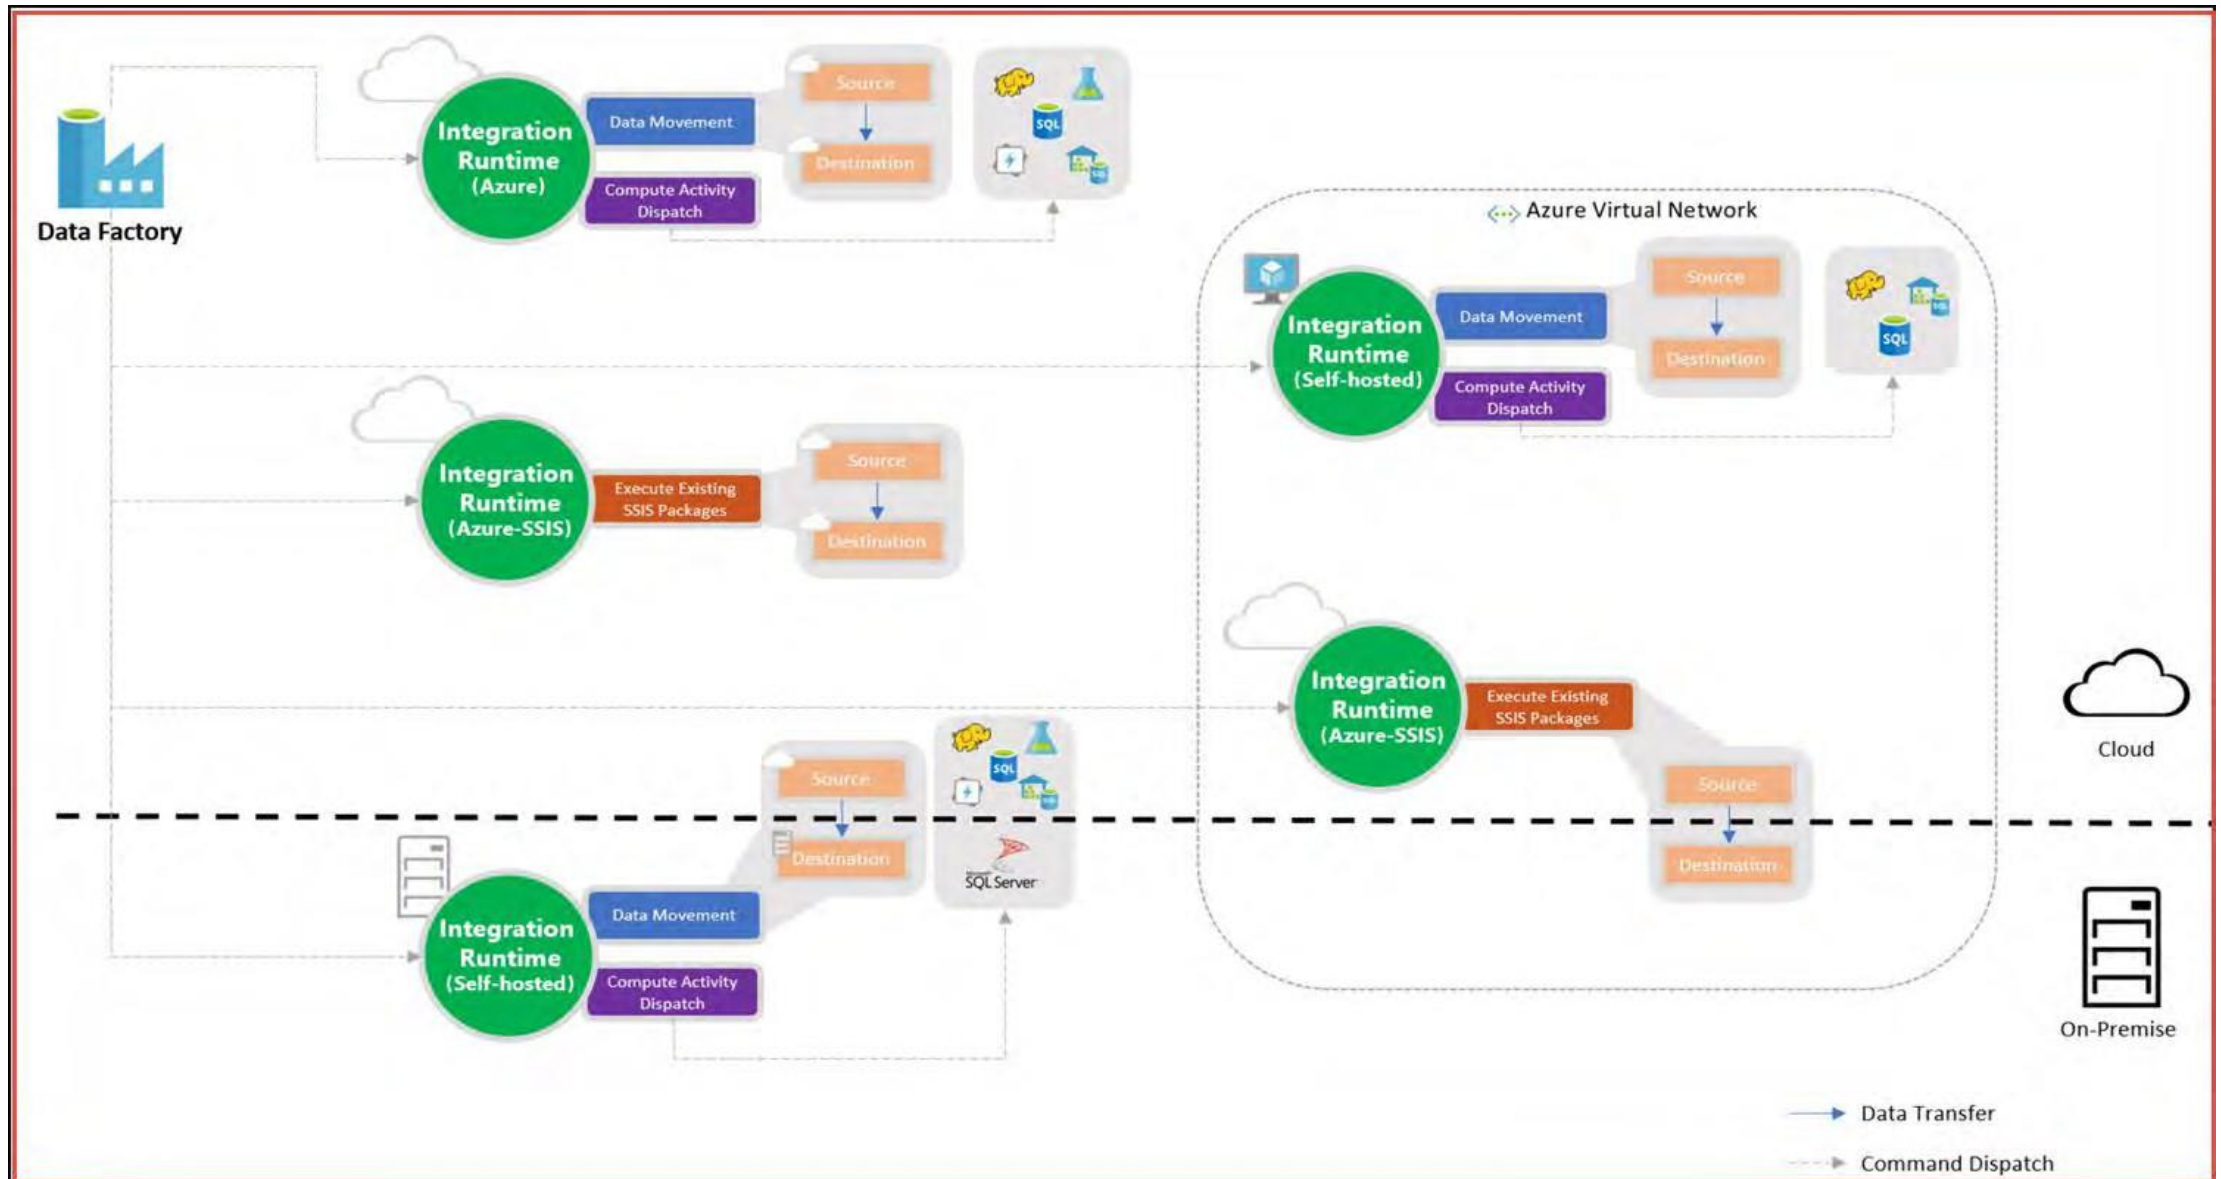 Data Factory
Integration
Runtime
(Azure)
Data Movement
Compute Activity
Dispatch
Source
Destination
SQL
Azure Virtual Network
Integration
Runtime
(Self-hosted)
Data Movement
Compute Activity
Dispatch
Source
Destination
SQL
SQL
Integration
Runtime
(Azure-SSIS)
Execute Existing
SSIS Packages
Source
Destination
Integration
Runtime
(Azure-SSIS)
Execute Existing
SSIS Packages
Source
Destination
Cloud
Source
Destination
SQL
SQL Server
Integration
Runtime
(Self-hosted)
Data Movement
Compute Activity
Dispatch
On-Premise
Data Transfer
Command Dispatch